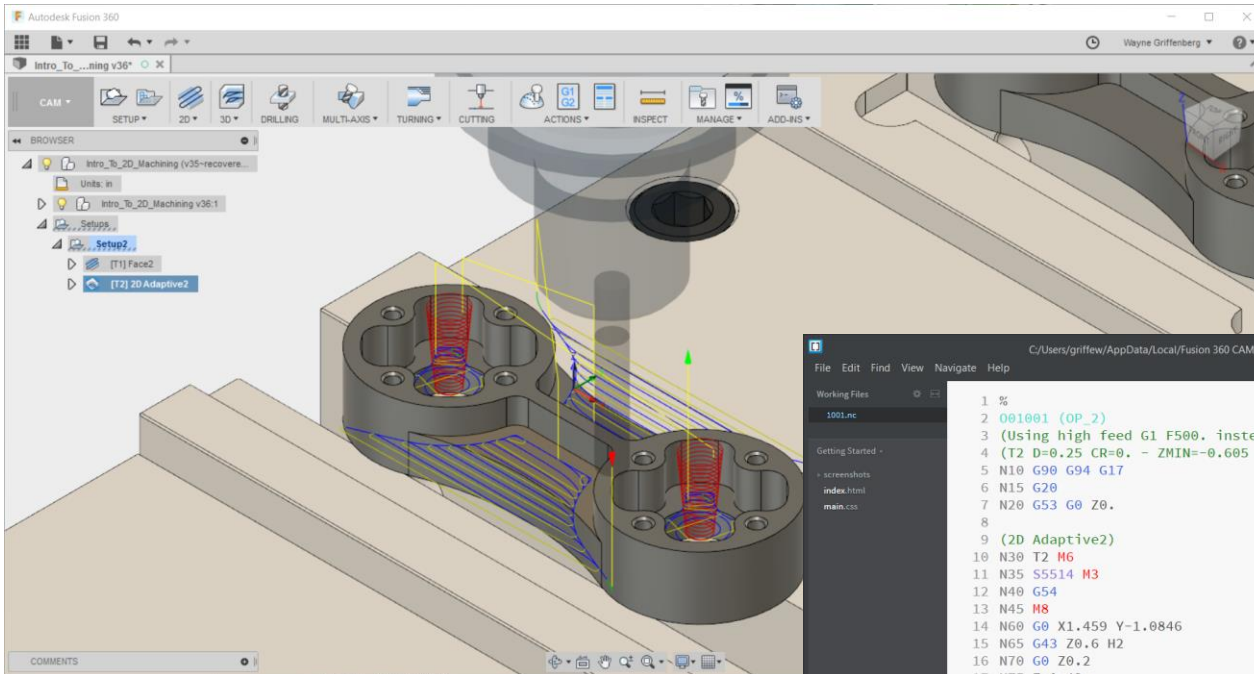 Autodesk Fusion 360
Wayne Griffenberg
Intro_To_...ning v36*
CAM
SETUP
2D
3D
DRILLING
MULTI-AXIS
TURNING
CUTTING
G1
G2
ACTIONS
INSPECT
MANAGE
ADD-INS
BROWSER
Intro_To_2D_Machining (v35~recovere...
Units: in
Intro_To_2D_Machining v36:1
Setups
Setup2
[T1] Face2
[T2] 2D Adaptive2
COMMENTS
C:/Users/griffew/AppData/Local/Fusion 360 CAM
File Edit Find View Navigate Help
Working Files
1001.nc
Getting Started
screenshots
index.html
main.css
1 %
2 O01001 (OP_2)
3 (Using high feed G1 F500. inste
4 (T2 D=0.25 CR=0. - ZMIN=-0.605
5 N10 G90 G94 G17
6 N15 G20
7 N20 G53 G0 Z0.
8
9 (2D Adaptive2)
10 N30 T2 M6
11 N35 S5514 M3
12 N40 G54
13 N45 M8
14 N60 G0 X1.459 Y-1.0846
15 N65 G43 Z0.6 H2
16 N70 G0 Z0.2